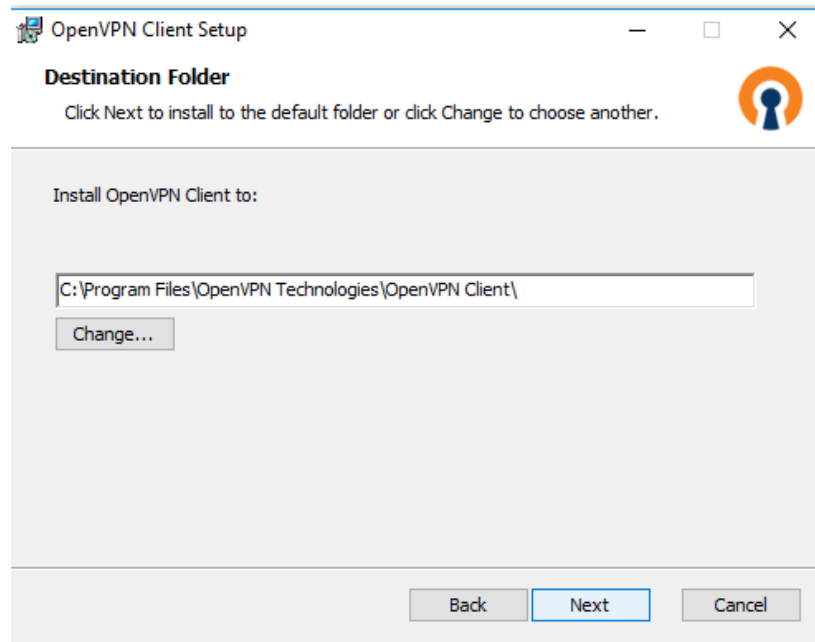 OpenVPN Client Setup
Destination Folder
Click Next to install to the default folder or click Change to choose another.
Install OpenVPN Client to:
C:\Program Files\OpenVPN Technologies\OpenVPN Client\
Change...
Back Next Cancel